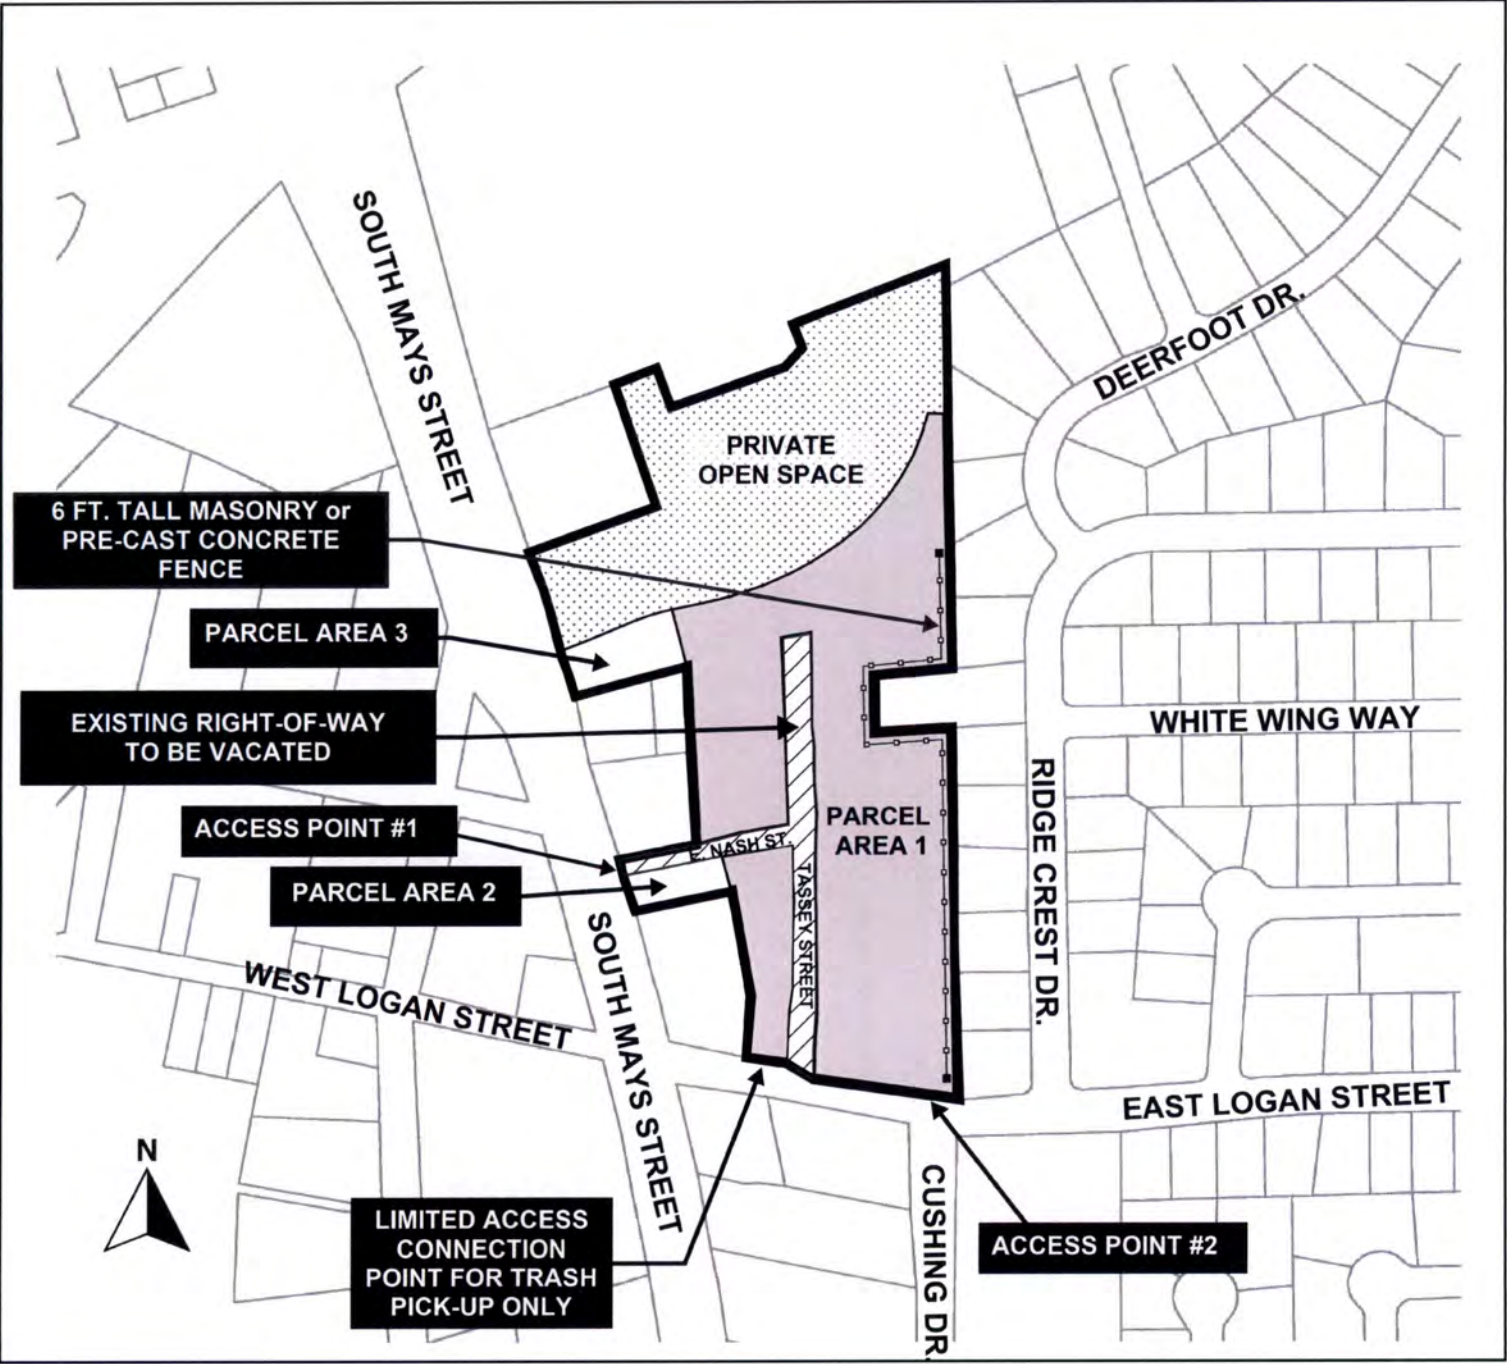 SOUTH MAYS STREET
DEERFOOT DR.
PRIVATE
OPEN SPACE
6 FT. TALL MASONRY or
PRE-CAST CONCRETE
FENCE
PARCEL AREA 3
EXISTING RIGHT-OF-WAY
TO BE VACATED
WHITE WING WAY
RIDGE CREST DR.
ACCESS POINT #1
PARCEL
AREA 1
E. NASH ST.
PARCEL AREA 2
TASSEY STREET
WEST LOGAN STREET
SOUTH MAYS STREET
EAST LOGAN STREET
N
CUSHING DR.
LIMITED ACCESS
CONNECTION
POINT FOR TRASH
PICK-UP ONLY
ACCESS POINT #2